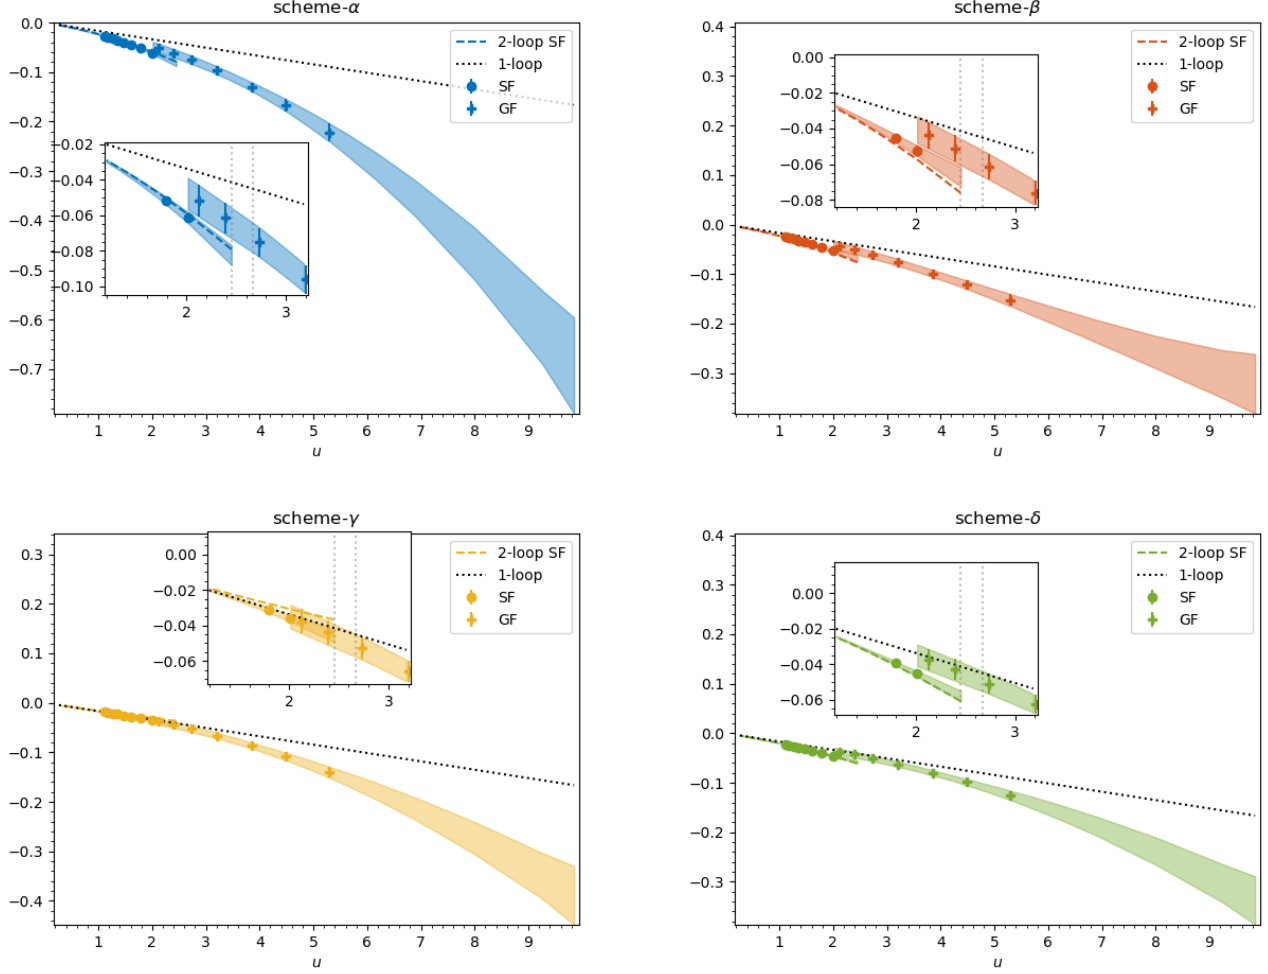 scheme-α
0.0
−0.1
−0.2
−0.3
−0.4
−0.5
−0.6
−0.7
2-loop SF
1-loop
SF
GF
−0.02
−0.04
−0.06
−0.08
−0.10
2 3
1 2 3 4 5 6 7 8 9
u
scheme-β
0.4
0.3
0.2
0.1
0.0
−0.1
−0.2
−0.3
2-loop SF
1-loop
SF
GF
0.00
−0.02
−0.04
−0.06
−0.08
2 3
1 2 3 4 5 6 7 8 9
u
scheme-γ
0.3
0.2
0.1
0.0
−0.1
−0.2
−0.3
−0.4
2-loop SF
1-loop
SF
GF
0.00
−0.02
−0.04
−0.06
2 3
1 2 3 4 5 6 7 8 9
u
scheme-δ
0.4
0.3
0.2
0.1
0.0
−0.1
−0.2
−0.3
2-loop SF
1-loop
SF
GF
0.00
−0.02
−0.04
−0.06
2 3
1 2 3 4 5 6 7 8 9
u